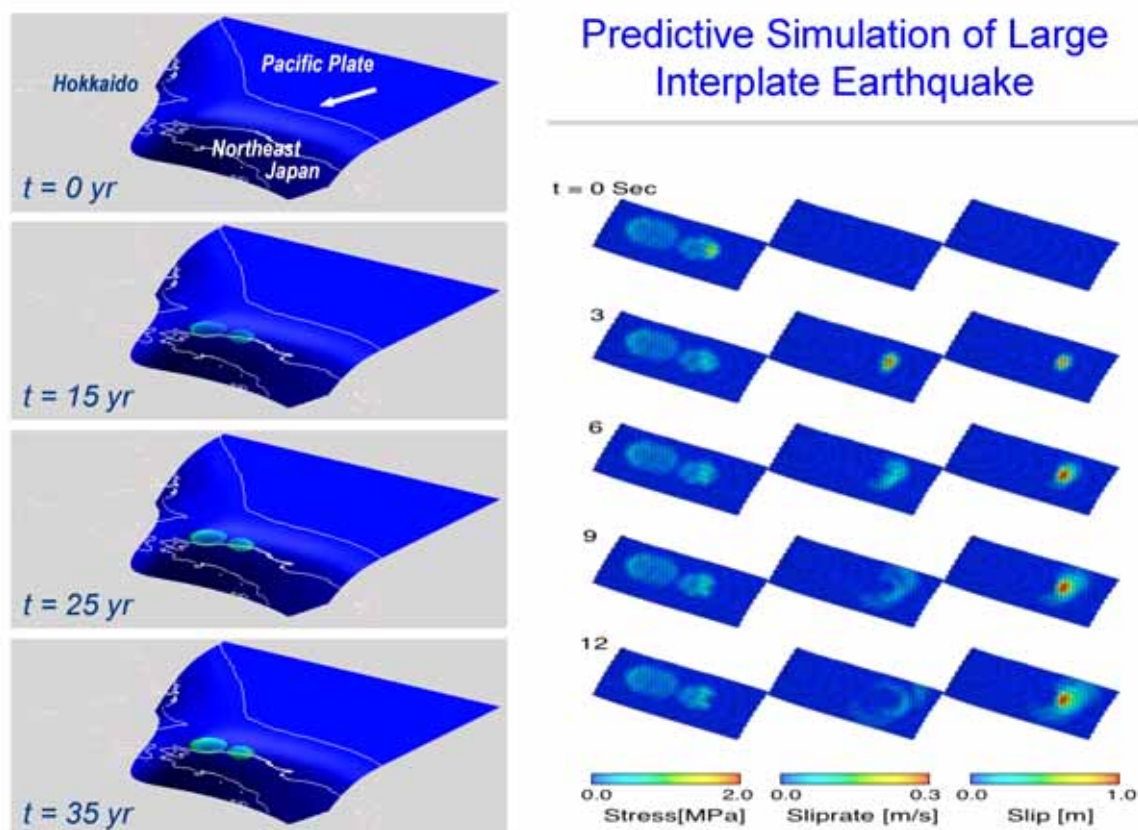 Hokkaido
Pacific Plate
Northeast
Japan
t = 0 yr
t = 15 yr
t = 25 yr
t = 35 yr
Predictive Simulation of Large
Interplate Earthquake
t = 0 Sec
3
6
9
12
0.0 2.0 0.0 0.3 0.0 1.0
Stress[MPa] Sliprate [m/s] Slip [m]